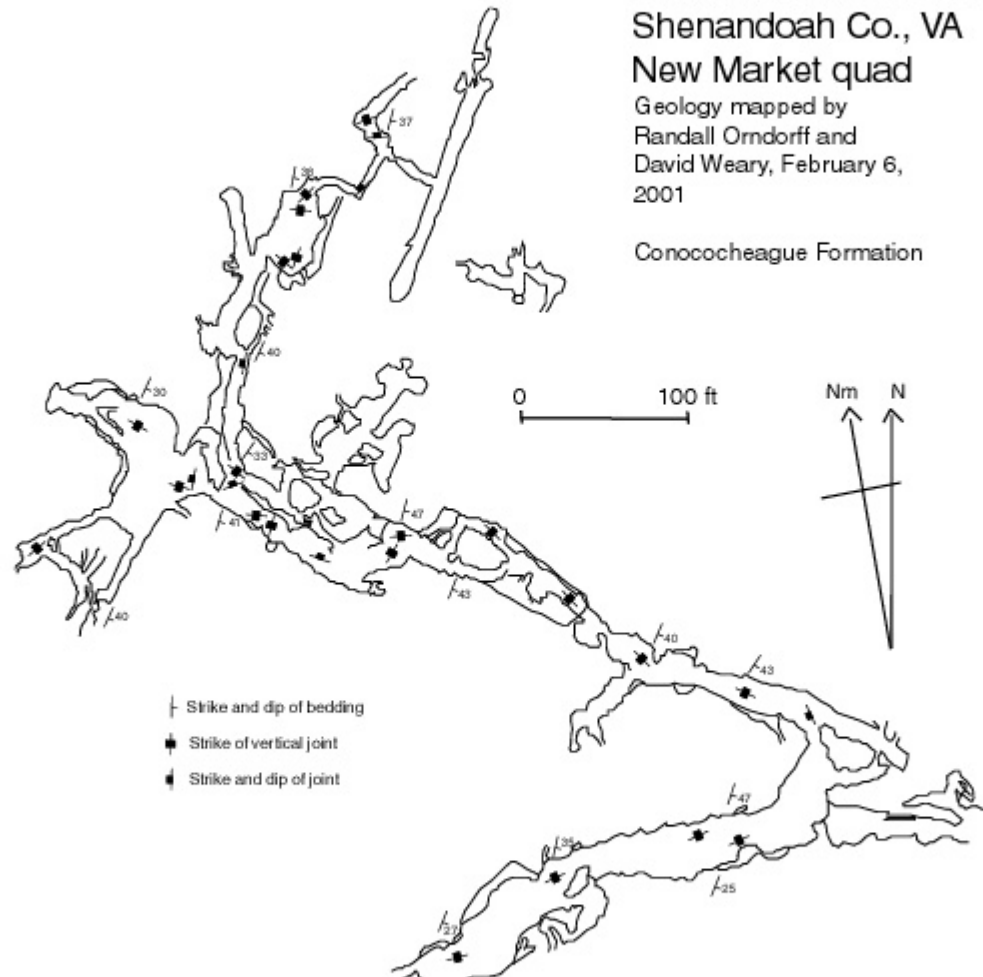 Shenandoah Co., VA
New Market quad
Geology mapped by
Randall Orndorff and
David Weary, February 6,
2001
Conococheague Formation
37
38
40
0 100 ft
Nm N
30
33
41
47
43
40
40
43
Strike and dip of bedding
Strike of vertical joint
Strike and dip of joint
47
35
25
27